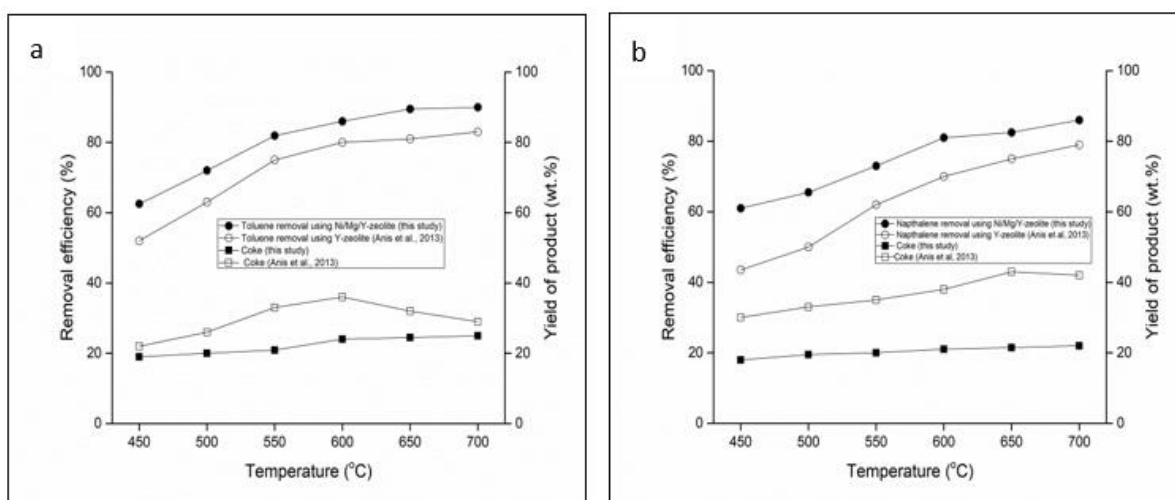 a
100
80
60
40
20
0
Removal efficiency (%)
Toluene removal using Ni/Mg/Y-zeolite (this study)
Toluene removal using Y-zeolite (Anis et al., 2013)
Coke (this study)
Coke (Anis et al., 2013)
100
80
60
40
20
0
Yield of product (wt.%)
450 500 550 600 650 700
Temperature (°C)
b
100
80
60
40
20
0
Removal efficiency (%)
Napthalene removal using Ni/Mg/Y-zeolite (this study)
Napthalene removal using Y-zeolite (Anis et al., 2013)
Coke (this study)
Coke (Anis et al., 2013)
100
80
60
40
20
0
Yield of product (wt.%)
450 500 550 600 650 700
Temperature (°C)